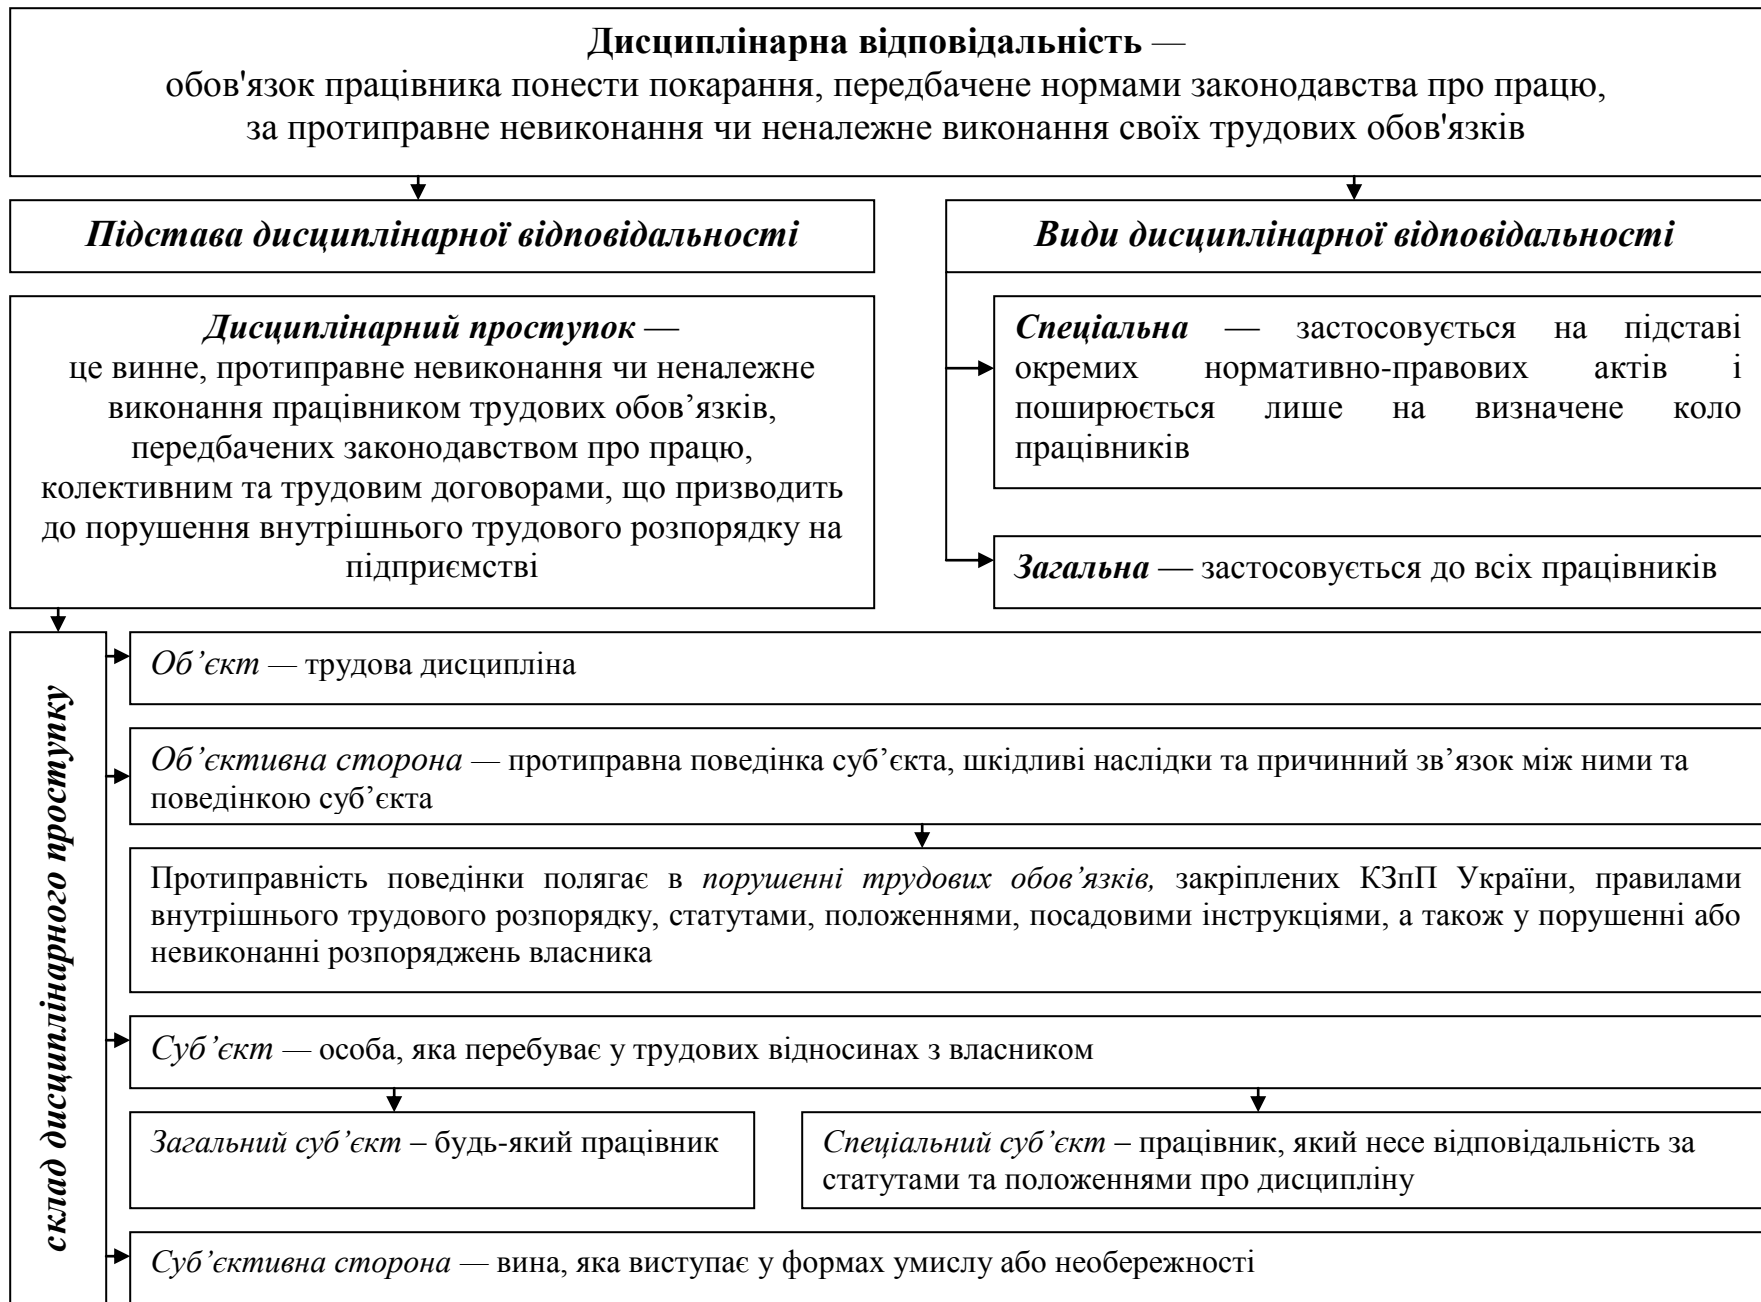 Дисциплінарна відповідальність —
обов'язок працівника понести покарання, передбачене нормами законодавства про працю,
за протиправне невиконання чи неналежне виконання своїх трудових обов'язків
Підстава дисциплінарної відповідальності
Види дисциплінарної відповідальності
Дисциплінарний проступок —
це винне, протиправне невиконання чи неналежне
виконання працівником трудових обов’язків,
передбачених законодавством про працю,
колективним та трудовим договорами, що призводить
до порушення внутрішнього трудового розпорядку на
підприємстві
Спеціальна — застосовується на підставі
окремих нормативно-правових актів і
поширюється лише на визначене коло
працівників
Загальна — застосовується до всіх працівників
склад дисциплінарного проступку
Об’єкт — трудова дисципліна
Об’єктивна сторона — протиправна поведінка суб’єкта, шкідливі наслідки та причинний зв’язок між ними та
поведінкою суб’єкта
Протиправність поведінки полягає в порушенні трудових обов’язків, закріплених КЗпП України, правилами
внутрішнього трудового розпорядку, статутами, положеннями, посадовими інструкціями, а також у порушенні або
невиконанні розпоряджень власника
Суб’єкт — особа, яка перебуває у трудових відносинах з власником
Загальний суб’єкт – будь-який працівник
Спеціальний суб’єкт – працівник, який несе відповідальність за
статутами та положеннями про дисципліну
Суб’єктивна сторона — вина, яка виступає у формах умислу або необережності